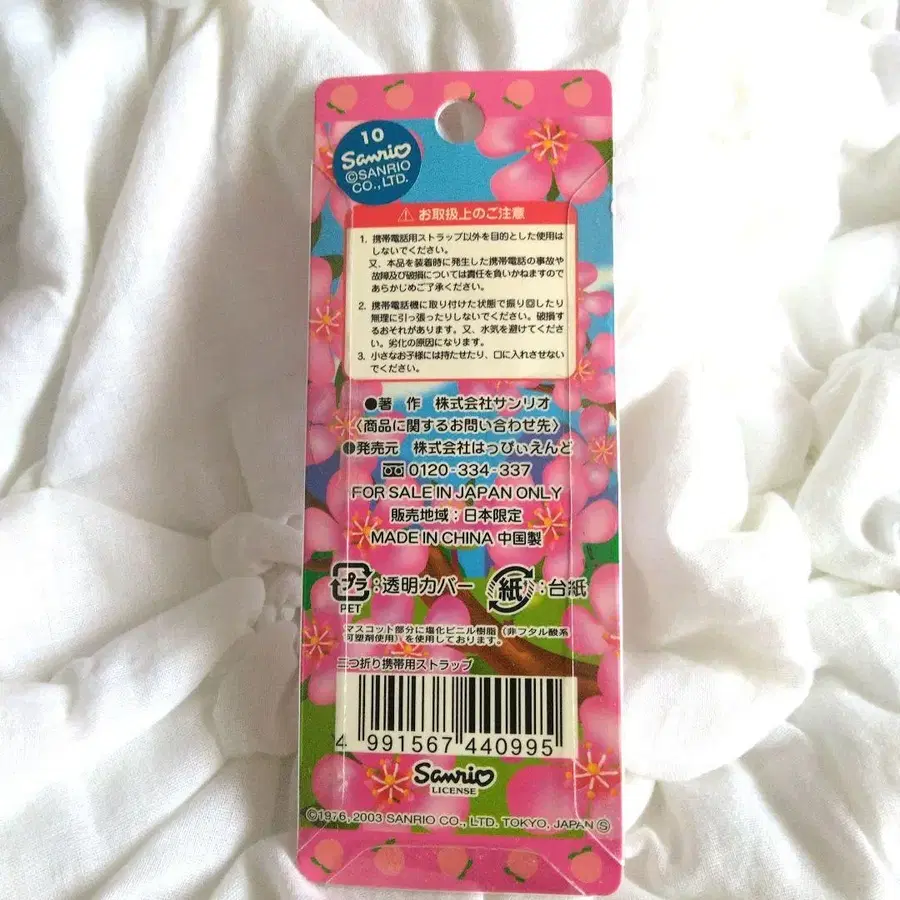 10
Sanrio
©SANRIO
CO., LTD.
⚠ お取扱上のご注意
1. 携帯電話用ストラップ以外を目的とした使用は
しないでください。
又、本品を装着時に発生した携帯電話の事故や
故障及び破損については責任を負いかねますので
あらかじめご了承ください。
2. 携帯電話機に取り付けた状態で振り回したり
無理に引っ張ったりしないでください。破損す
るおそれがあります。又、水気を避けてくださ
い。劣化の原因になります。
3. 小さなお子様には持たせたり、口に入れさせない
でください。
●著 作 株式会社サンリオ
〈商品に関するお問い合わせ先〉
●発売元 株式会社はっぴぃえんど
0120-334-337
FOR SALE IN JAPAN ONLY
販売地域：日本限定
MADE IN CHINA 中国製
プラ：透明カバー 紙：台紙
PET
マスコット部分に塩化ビニル樹脂（非フタル酸系
可塑剤使用）を使用しております。
三つ折り携帯用ストラップ
4 991567 440995
Sanrio
LICENSE
©1976, 2003 SANRIO CO., LTD. TOKYO, JAPAN Ⓢ